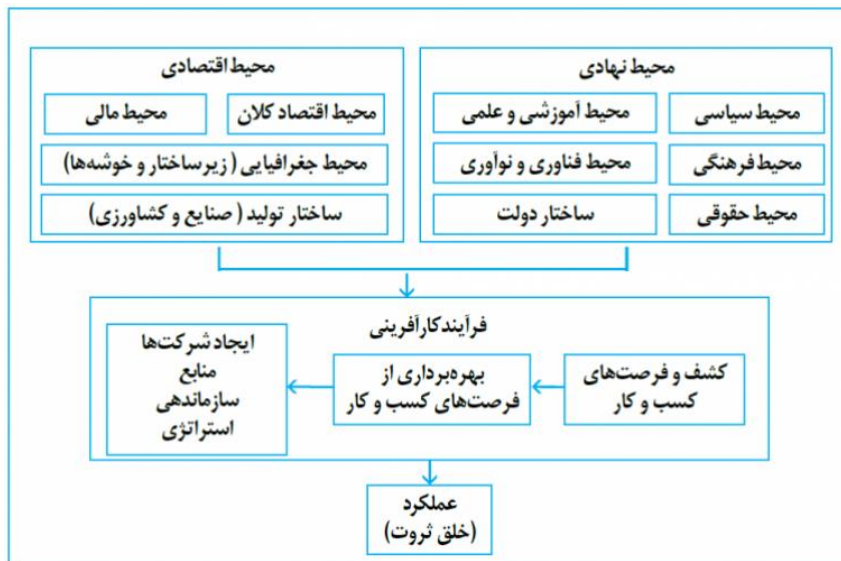 محیط نهادی
محیط سیاسی
محیط آموزشی و علمی
محیط فرهنگی
محیط فناوری و نوآوری
محیط حقوقی
ساختار دولت
محیط اقتصادی
محیط اقتصاد کلان
محیط مالی
محیط جغرافیایی (زیرساختار و خوشه‌ها)
ساختار تولید (صنایع و کشاورزی)
فرآیندکارآفرینی
کشف و فرصت‌های
کسب و کار
بهره‌برداری از
فرصت‌های کسب و کار
ایجاد شرکت‌ها
منابع
سازماندهی
استراتژی
عملکرد
(خلق ثروت)